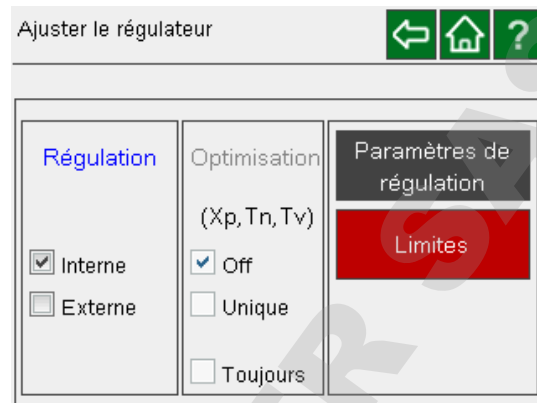 Ajuster le régulateur
?
Régulation
Interne
Externe
Optimisation
(Xp, Tn, Tv)
Off
Unique
Toujours
Paramètres de
régulation
Limites